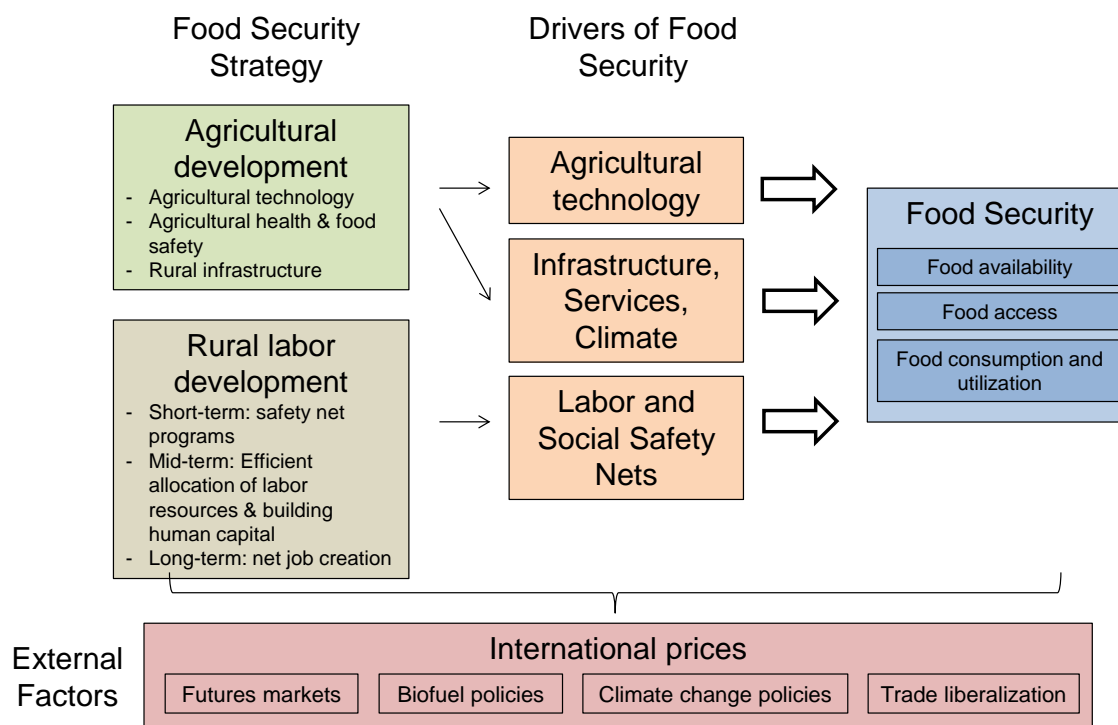 Food Security
Strategy
Drivers of Food
Security
Agricultural
development
- Agricultural technology
- Agricultural health & food
safety
- Rural infrastructure
Rural labor
development
- Short-term: safety net
programs
- Mid-term: Efficient
allocation of labor
resources & building
human capital
- Long-term: net job creation
Agricultural
technology
Infrastructure,
Services,
Climate
Labor and
Social Safety
Nets
Food Security
Food availability
Food access
Food consumption and
utilization
External
Factors
International prices
Futures markets
Biofuel policies
Climate change policies
Trade liberalization